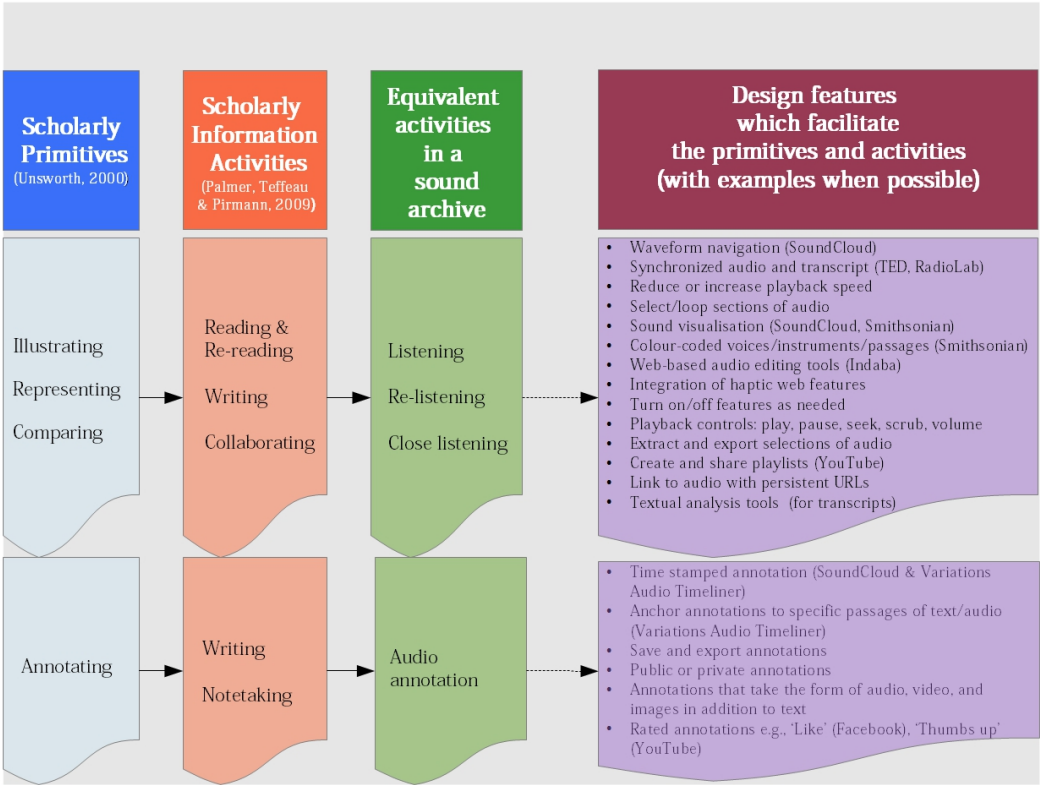 Scholarly
Primitives
(Unsworth, 2000)
Scholarly
Information
Activities
(Palmer, Teffeau
& Pirmann, 2009)
Equivalent
activities
in a
sound
archive
Design features
which facilitate
the primitives and activities
(with examples when possible)
Illustrating
Representing
Comparing
Reading &
Re-reading
Writing
Collaborating
Listening
Re-listening
Close listening
• Waveform navigation (SoundCloud)
• Synchronized audio and transcript (TED, RadioLab)
• Reduce or increase playback speed
• Select/loop sections of audio
• Sound visualisation (SoundCloud, Smithsonian)
• Colour-coded voices/instruments/passages (Smithsonian)
• Web-based audio editing tools (Indaba)
• Integration of haptic web features
• Turn on/off features as needed
• Playback controls: play, pause, seek, scrub, volume
• Extract and export selections of audio
• Create and share playlists (YouTube)
• Link to audio with persistent URLs
• Textual analysis tools (for transcripts)
Annotating
Writing
Notetaking
Audio
annotation
• Time stamped annotation (SoundCloud & Variations
Audio Timeliner)
• Anchor annotations to specific passages of text/audio
(Variations Audio Timeliner)
• Save and export annotations
• Public or private annotations
• Annotations that take the form of audio, video, and
images in addition to text
• Rated annotations e.g., ‘Like’ (Facebook), ‘Thumbs up’
(YouTube)